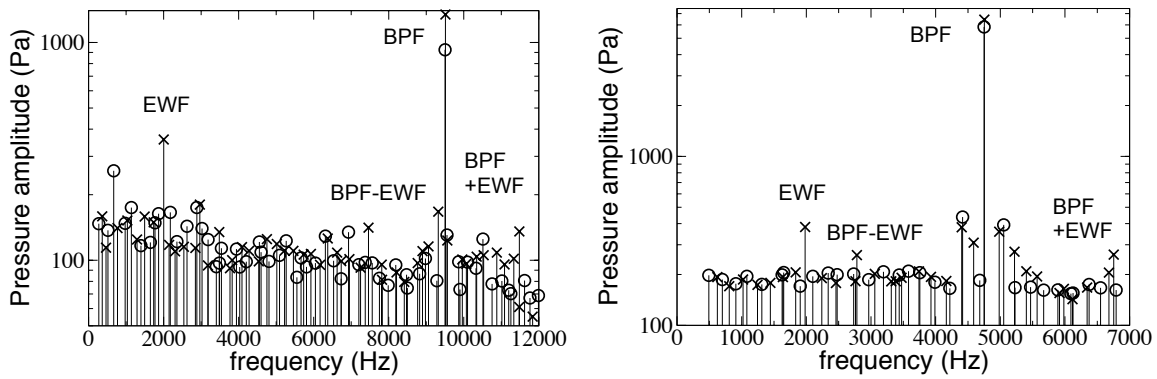 Pressure amplitude (Pa)
1000
100
BPF
EWF
BPF-EWF
BPF
+EWF
0 2000 4000 6000 8000 10000 12000
frequency (Hz)
Pressure amplitude (Pa)
1000
100
BPF
EWF
BPF-EWF
BPF
+EWF
0 1000 2000 3000 4000 5000 6000 7000
frequency (Hz)